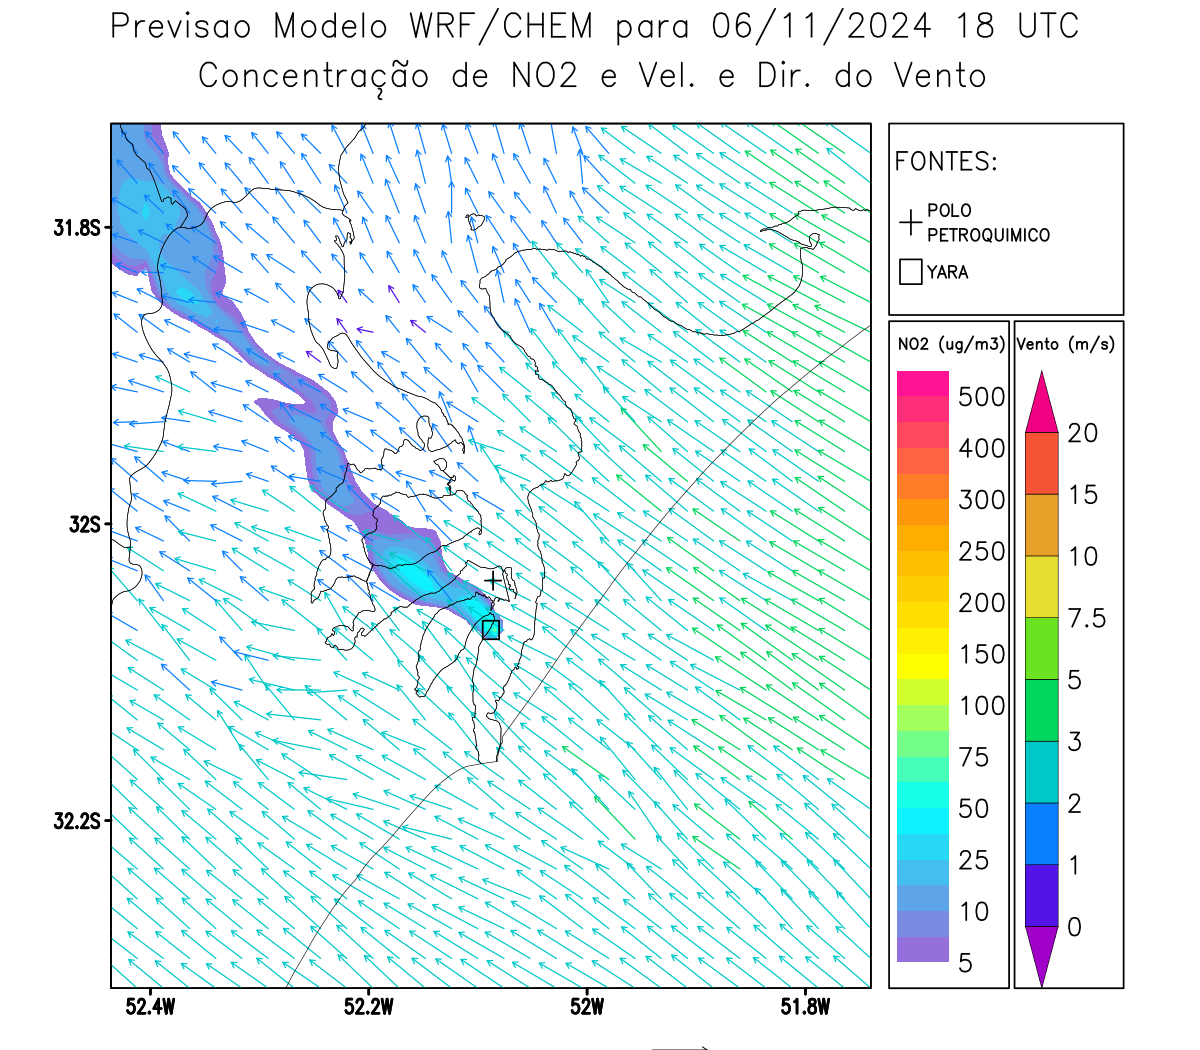 Previsao Modelo WRF/CHEM para 06/11/2024 18 UTC
Concentração de NO2 e Vel. e Dir. do Vento
FONTES:
POLO
PETROQUIMICO
YARA
NO2 (ug/m3)
500
400
300
250
200
150
100
75
50
25
10
5
Vento (m/s)
20
15
10
7.5
5
3
2
1
0
31.8S
32S
32.2S
52.4W
52.2W
52W
51.8W